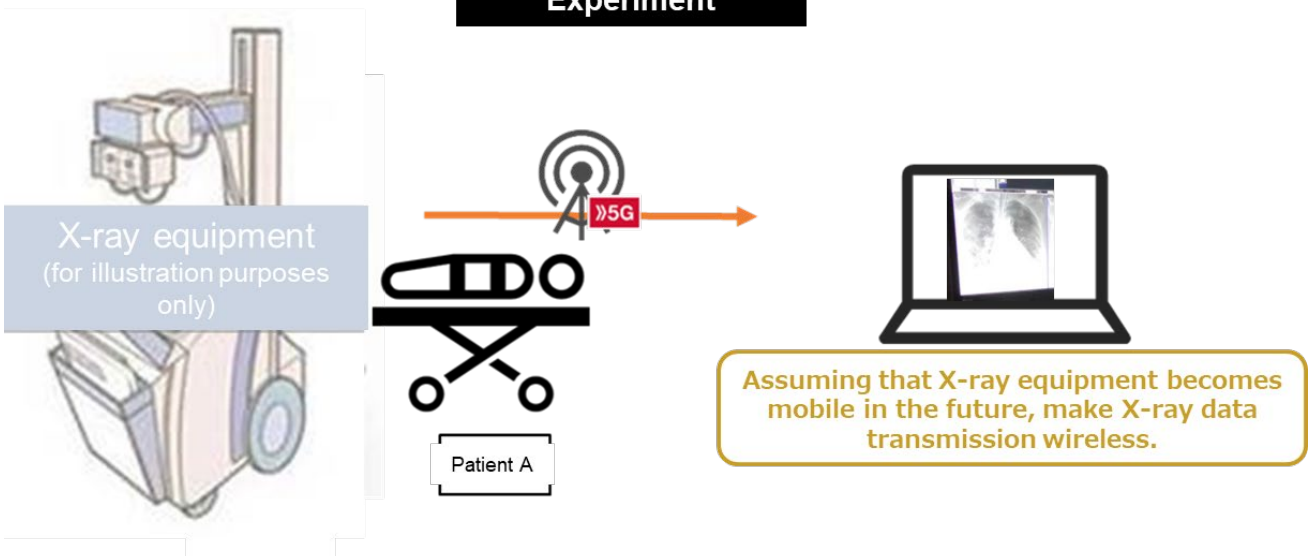 Experiment
X-ray equipment
(for illustration purposes
only)
5G
Patient A
Assuming that X-ray equipment becomes
mobile in the future, make X-ray data
transmission wireless.